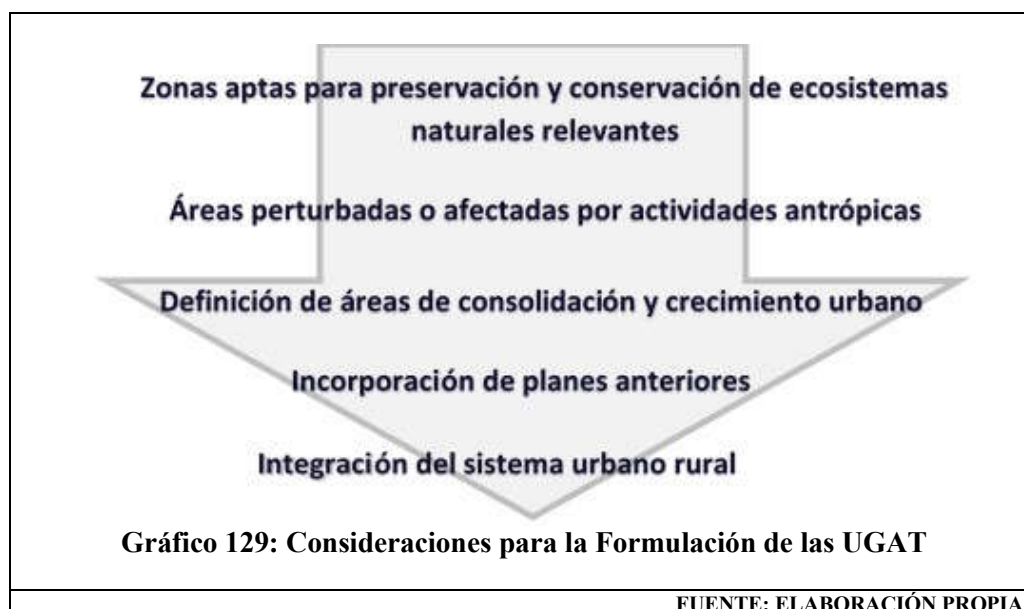 Zonas aptas para preservación y conservación de ecosistemas
naturales relevantes
Áreas perturbadas o afectadas por actividades antrópicas
Definición de áreas de consolidación y crecimiento urbano
Incorporación de planes anteriores
Integración del sistema urbano rural
Gráfico 129: Consideraciones para la Formulación de las UGAT
FUENTE: ELABORACIÓN PROPIA